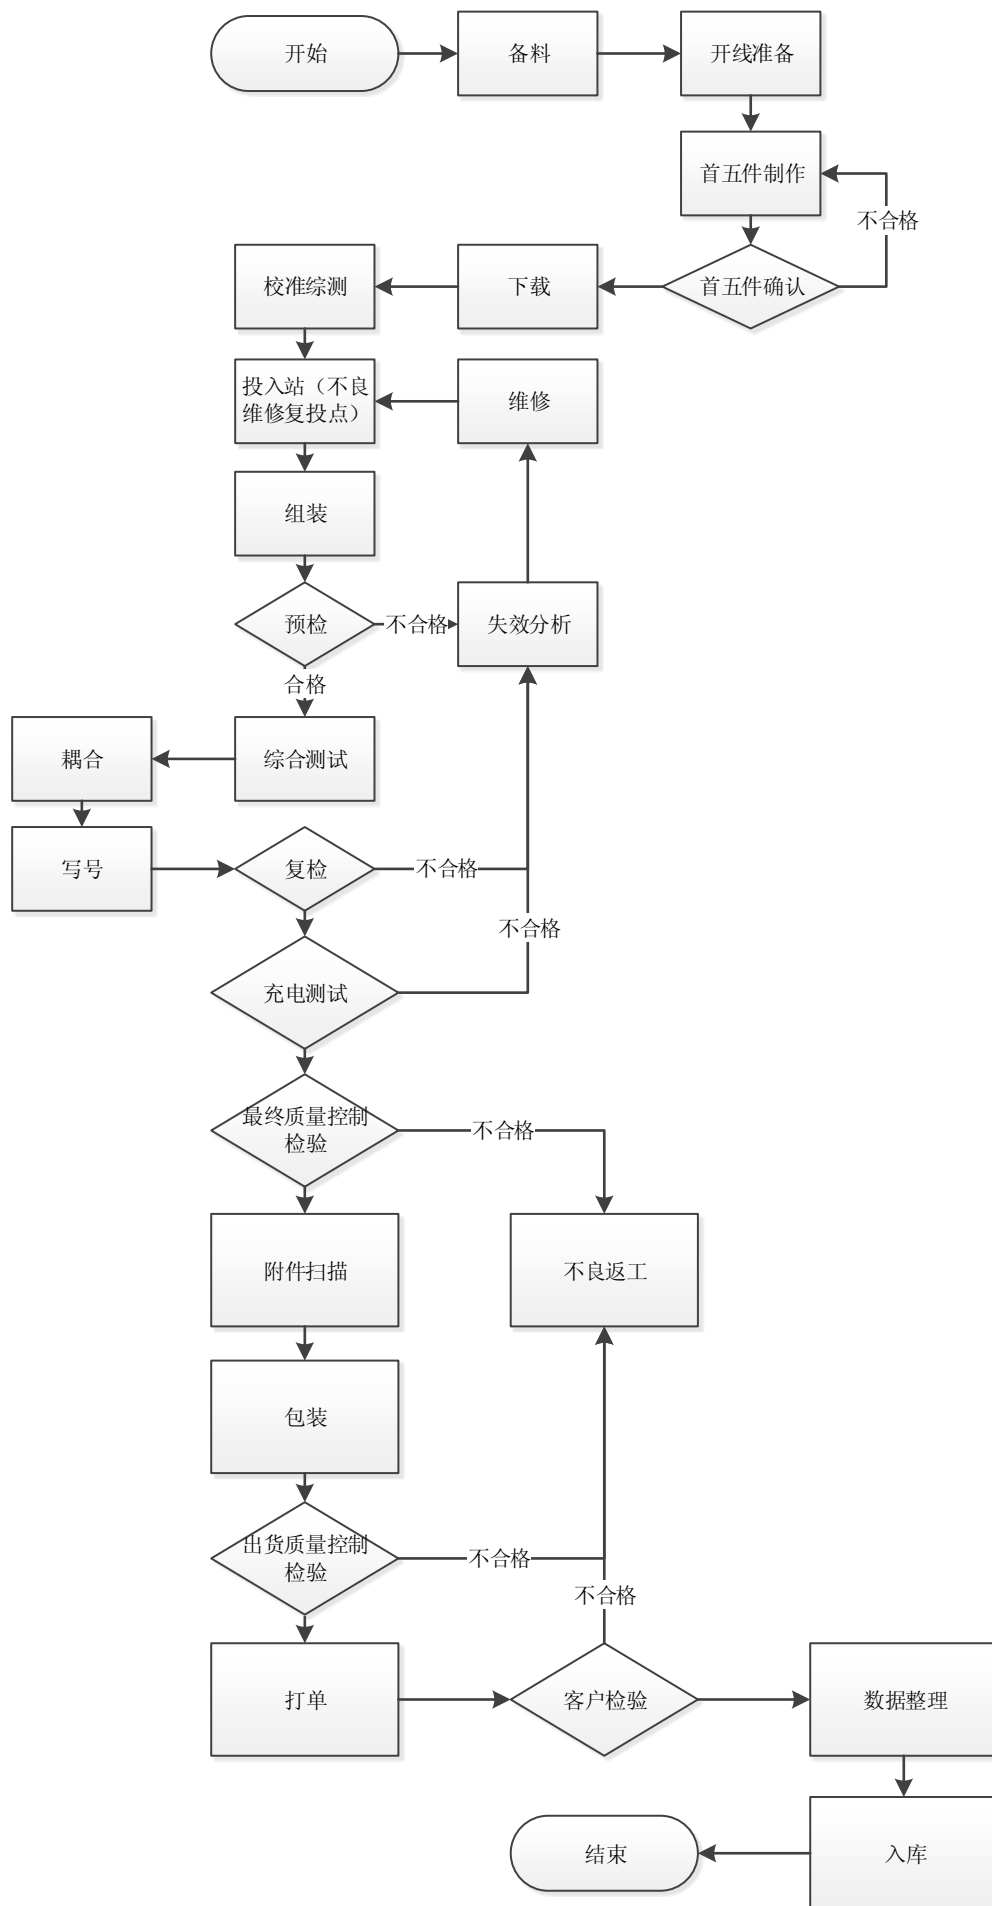 开始
备料
开线准备
首五件制作
不合格
首五件确认
下载
校准综测
投入站（不良
维修复投点）
维修
组装
预检
不合格
失效分析
合格
综合测试
耦合
写号
复检
不合格
不合格
充电测试
最终质量控制
检验
不合格
附件扫描
不良返工
包装
出货质量控制
检验
不合格
不合格
打单
客户检验
数据整理
入库
结束